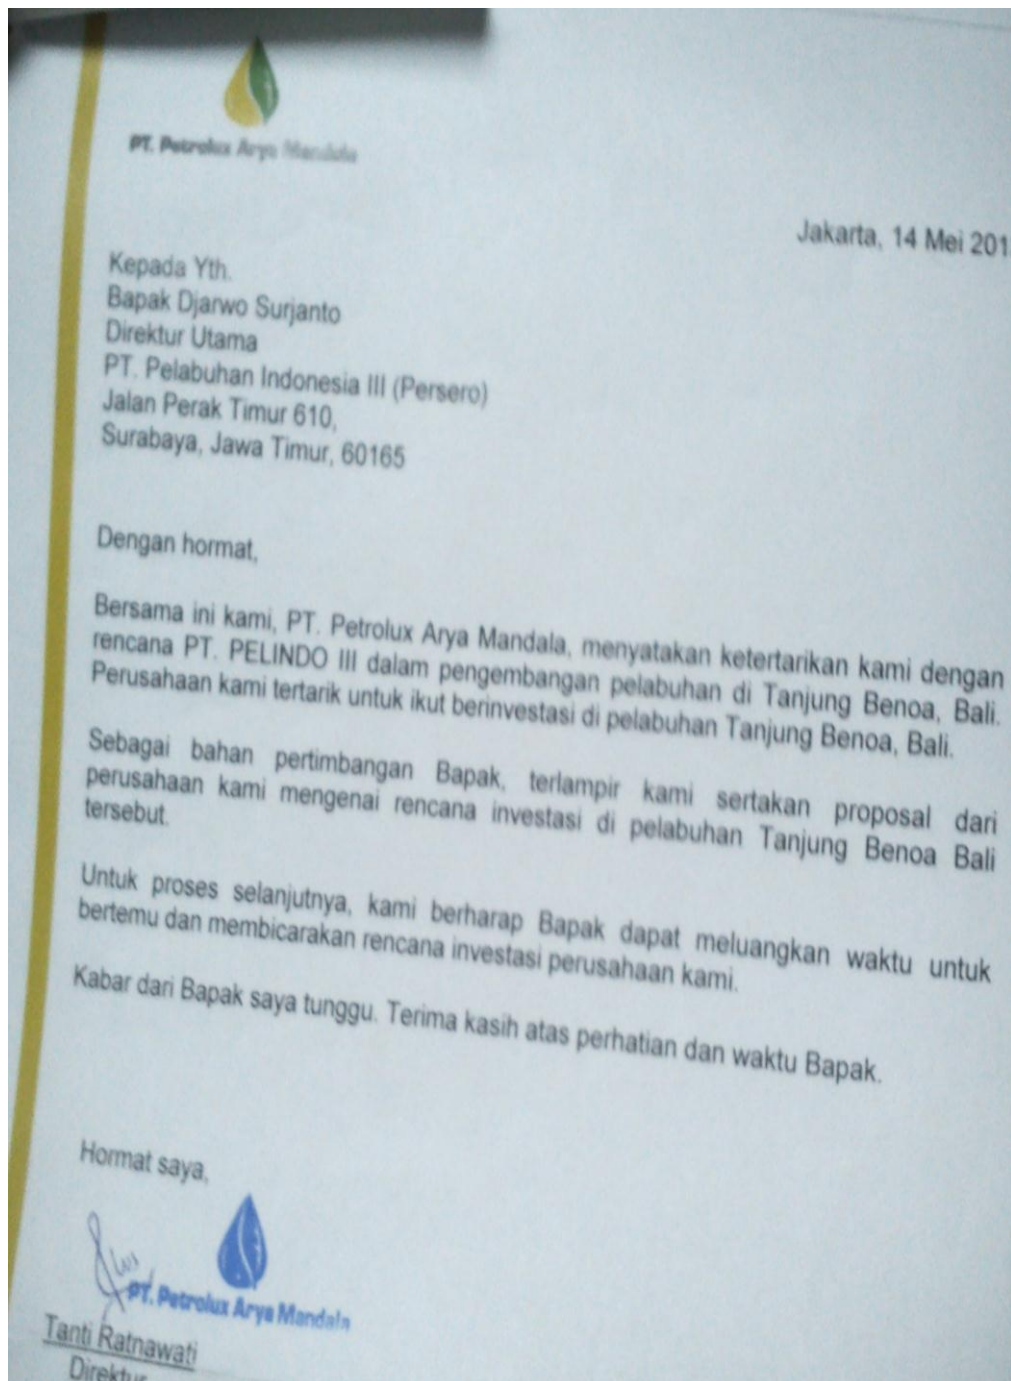 PT. Petrolux Arya Mandala
Jakarta, 14 Mei 201
Kepada Yth.
Bapak Djarwo Surjanto
Direktur Utama
PT. Pelabuhan Indonesia III (Persero)
Jalan Perak Timur 610,
Surabaya, Jawa Timur, 60165
Dengan hormat,
Bersama ini kami, PT. Petrolux Arya Mandala, menyatakan ketertarikan kami dengan
rencana PT. PELINDO III dalam pengembangan pelabuhan di Tanjung Benoa, Bali.
Perusahaan kami tertarik untuk ikut berinvestasi di pelabuhan Tanjung Benoa, Bali.
Sebagai bahan pertimbangan Bapak, terlampir kami sertakan proposal dari
perusahaan kami mengenai rencana investasi di pelabuhan Tanjung Benoa Bali
tersebut.
Untuk proses selanjutnya, kami berharap Bapak dapat meluangkan waktu untuk
bertemu dan membicarakan rencana investasi perusahaan kami.
Kabar dari Bapak saya tunggu. Terima kasih atas perhatian dan waktu Bapak.
Hormat saya,
PT. Petrolux Arya Mandala
Tanti Ratnawati
Direktur